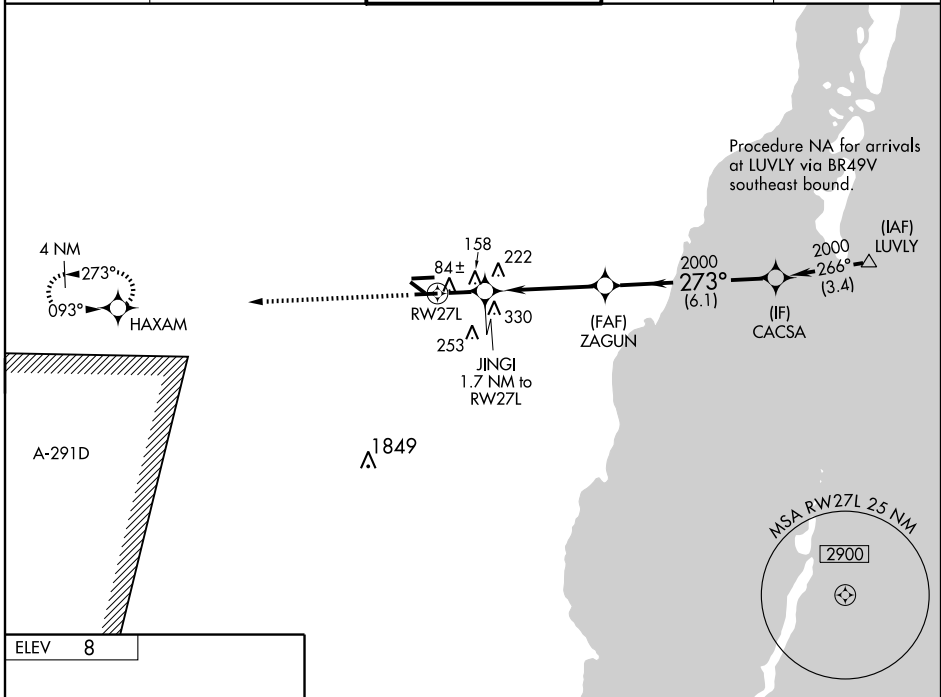 Procedure NA for arrivals
at LUVLY via BR49V
southeast bound.
(IAF)
LUVLY
2000
266°
(3.4)
2000
273°
(6.1)
(IF)
CACSA
(FAF)
ZAGUN
4 NM
273°
093°
HAXAM
158
84±
222
RW27L
330
253
JINGI
1.7 NM to
RW27L
1849
A-291D
MSA RW27L 25 NM
2900
ELEV 8